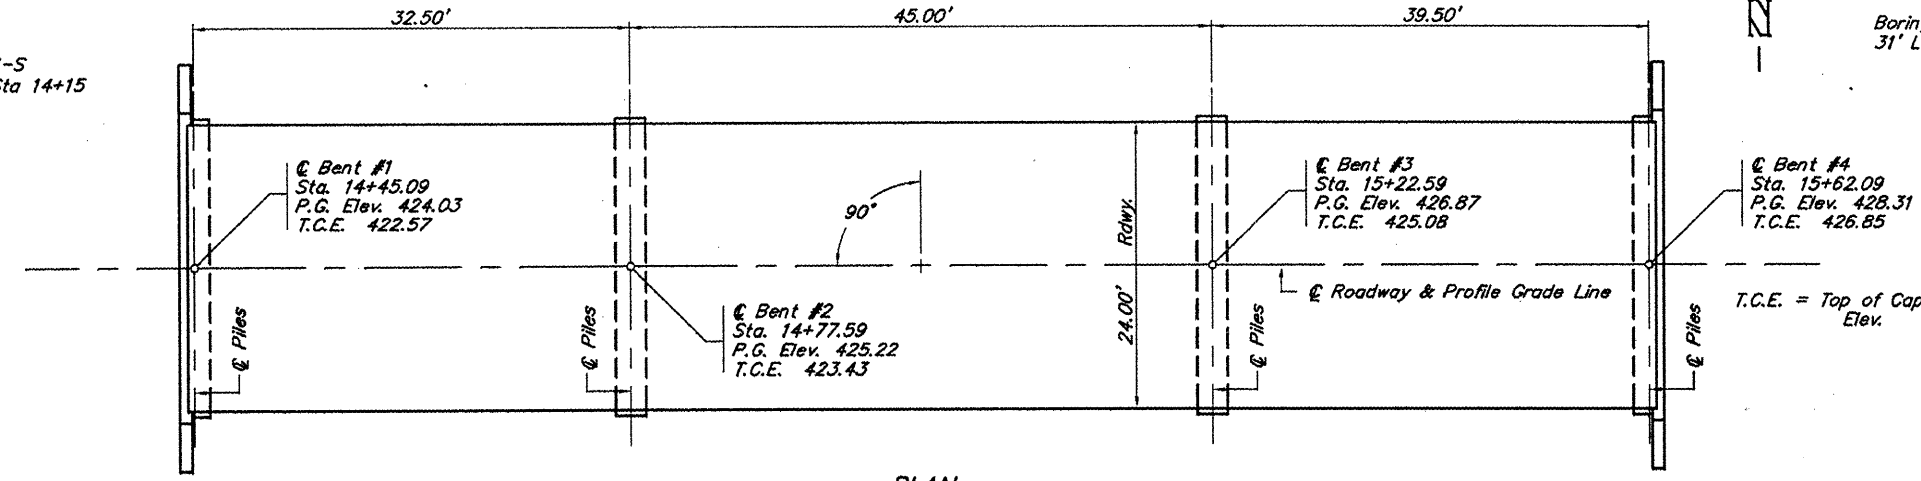 32.50'
45.00'
39.50'
N
-S
Sta 14+15
31' L
℄ Bent #1
Sta. 14+45.09
P.G. Elev. 424.03
T.C.E. 422.57
90°
Rdwy.
24.00'
℄ Bent #3
Sta. 15+22.59
P.G. Elev. 426.87
T.C.E. 425.08
℄ Bent #4
Sta. 15+62.09
P.G. Elev. 428.31
T.C.E. 426.85
℄ Roadway & Profile Grade Line
T.C.E. = Top of Cap
Elev.
℄ Bent #2
Sta. 14+77.59
P.G. Elev. 425.22
T.C.E. 423.43
℄ Piles
℄ Piles
℄ Piles
℄ Piles
PLAN